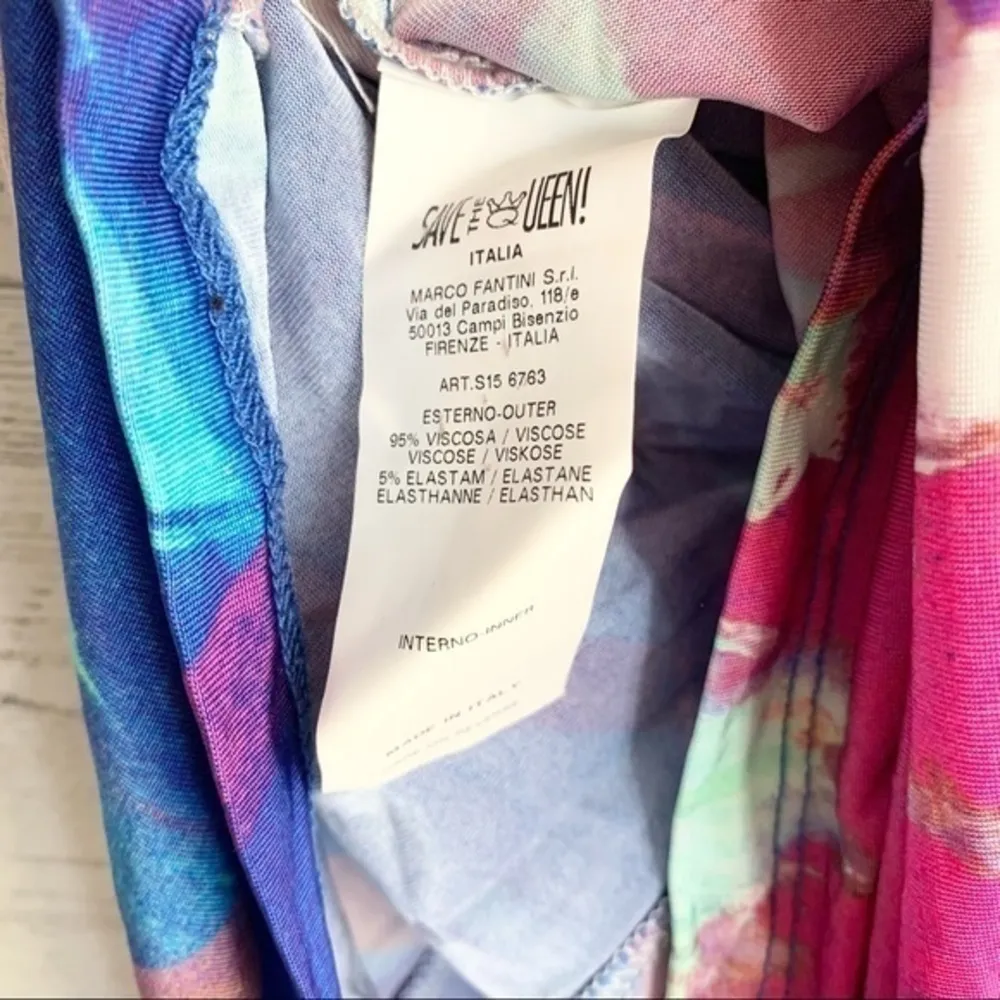 SAVE THE QUEEN!
ITALIA
MARCO FANTINI S.r.l.
Via del Paradiso, 118/e
50013 Campi Bisenzio
FIRENZE - ITALIA
ART.S15 6763
ESTERNO-OUTER
95% VISCOSA / VISCOSE
VISCOSE / VISKOSE
5% ELASTAM / ELASTANE
ELASTHANNE / ELASTHAN
INTERNO-INNER
MADE IN ITALY